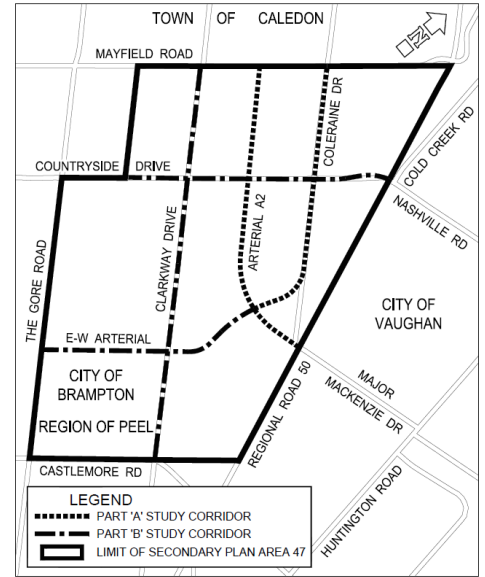 TOWN OF CALEDON
N
MAYFIELD ROAD
COLERAINE DR
COLD CREEK RD
COUNTRYSIDE DRIVE
NASHVILLE RD
ARTERIAL A2
CLARKWAY DRIVE
THE GORE ROAD
CITY OF
VAUGHAN
E-W ARTERIAL
CITY OF
BRAMPTON
REGION OF PEEL
REGIONAL ROAD 50
MAJOR
MACKENZIE DR
CASTLEMORE RD
HUNTINGTON ROAD
LEGEND
PART 'A' STUDY CORRIDOR
PART 'B' STUDY CORRIDOR
LIMIT OF SECONDARY PLAN AREA 47